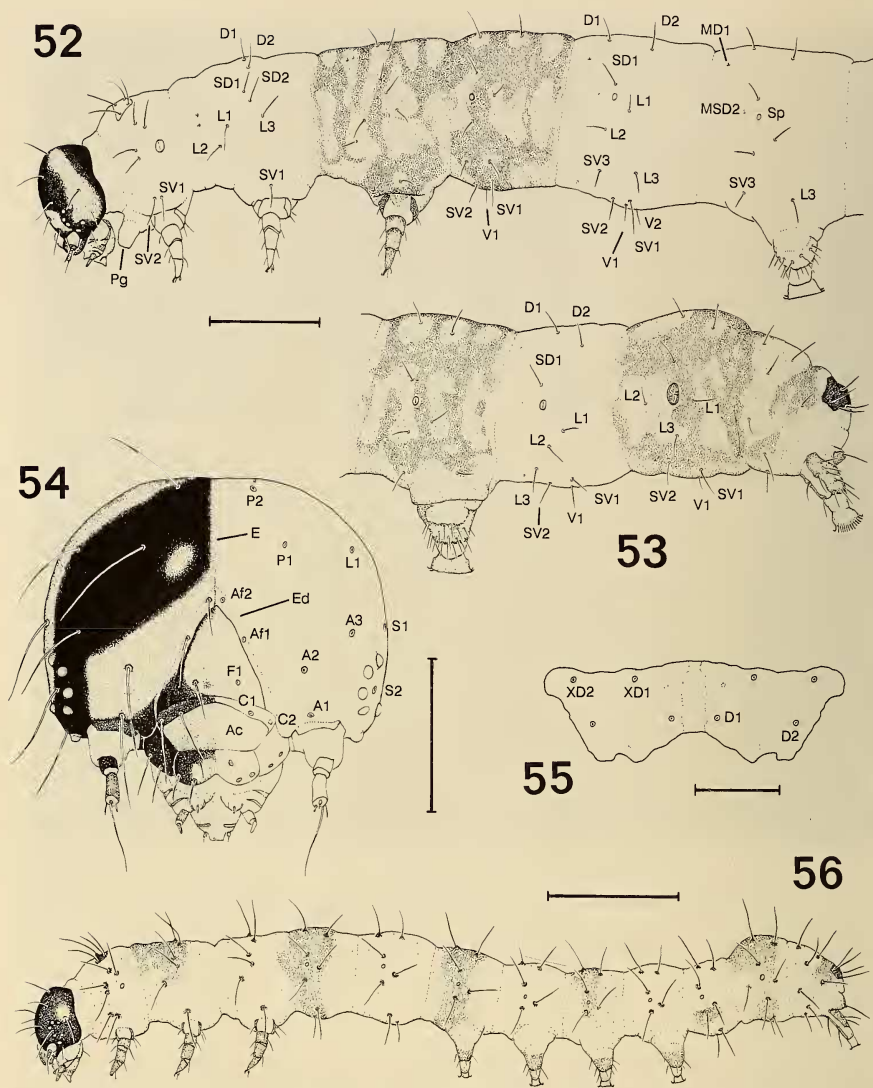 52
D1 D2
SD1 SD2
L1 L3
L2
SV1 SV1
SV2
Pg
SV2 SV1
V1
D1 D2
SD1
L1
L2
SV3 L3
SV2 V2
V1 SV1
MD1
MSD2 Sp
SV3 L3
D1 D2
SD1
L1
L2
L3 SV1
SV2 V1
L2 L1
L3
SV2 SV1
V1
53
54
P2
E
P1 L1
Af2 Ed
Af1 A3 S1
F1 A2 S2
C1 C2 A1
Ac
XD2 XD1
D1 D2
55
56